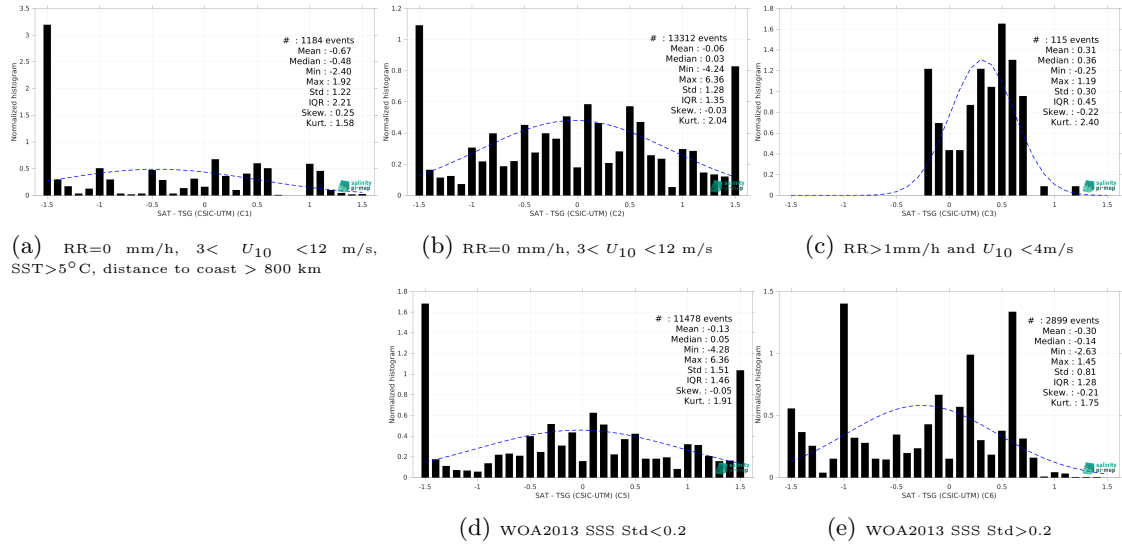 3.5
3
2.5
2
1.5
1
0.5
0
Normalized histogram
# : 1184 events
Mean : -0.67
Median : -0.48
Min : -2.40
Max : 1.92
Std : 1.22
IQR : 2.21
Skew. : 0.25
Kurt. : 1.58
salinity
pi-mep
-1.5 -1 -0.5 0 0.5 1 1.5
SAT - TSG (CSIC-UTM) (C1)
(a) RR=0 mm/h, 3< U10 <12 m/s,
SST>5°C, distance to coast > 800 km
1.2
1
0.8
0.6
0.4
0.2
0
Normalized histogram
# : 13312 events
Mean : -0.06
Median : 0.03
Min : -4.24
Max : 6.36
Std : 1.28
IQR : 1.35
Skew. : -0.03
Kurt. : 2.04
salinity
pi-mep
-1.5 -1 -0.5 0 0.5 1 1.5
SAT - TSG (CSIC-UTM) (C2)
(b) RR=0 mm/h, 3< U10 <12 m/s
1.8
1.6
1.4
1.2
1
0.8
0.6
0.4
0.2
0
Normalized histogram
# : 115 events
Mean : 0.31
Median : 0.36
Min : -0.25
Max : 1.19
Std : 0.30
IQR : 0.45
Skew. : -0.22
Kurt. : 2.40
salinity
pi-mep
-1.5 -1 -0.5 0 0.5 1 1.5
SAT - TSG (CSIC-UTM) (C3)
(c) RR>1mm/h and U10 <4m/s
1.8
1.6
1.4
1.2
1
0.8
0.6
0.4
0.2
0
Normalized histogram
# : 11478 events
Mean : -0.13
Median : 0.05
Min : -4.28
Max : 6.36
Std : 1.51
IQR : 1.46
Skew. : -0.05
Kurt. : 1.91
salinity
pi-mep
-1.5 -1 -0.5 0 0.5 1 1.5
SAT - TSG (CSIC-UTM) (C5)
(d) WOA2013 SSS Std<0.2
1.5
1
0.5
0
Normalized histogram
# : 2899 events
Mean : -0.30
Median : -0.14
Min : -2.63
Max : 1.45
Std : 0.81
IQR : 1.28
Skew. : -0.21
Kurt. : 1.75
salinity
pi-mep
-1.5 -1 -0.5 0 0.5 1 1.5
SAT - TSG (CSIC-UTM) (C6)
(e) WOA2013 SSS Std>0.2